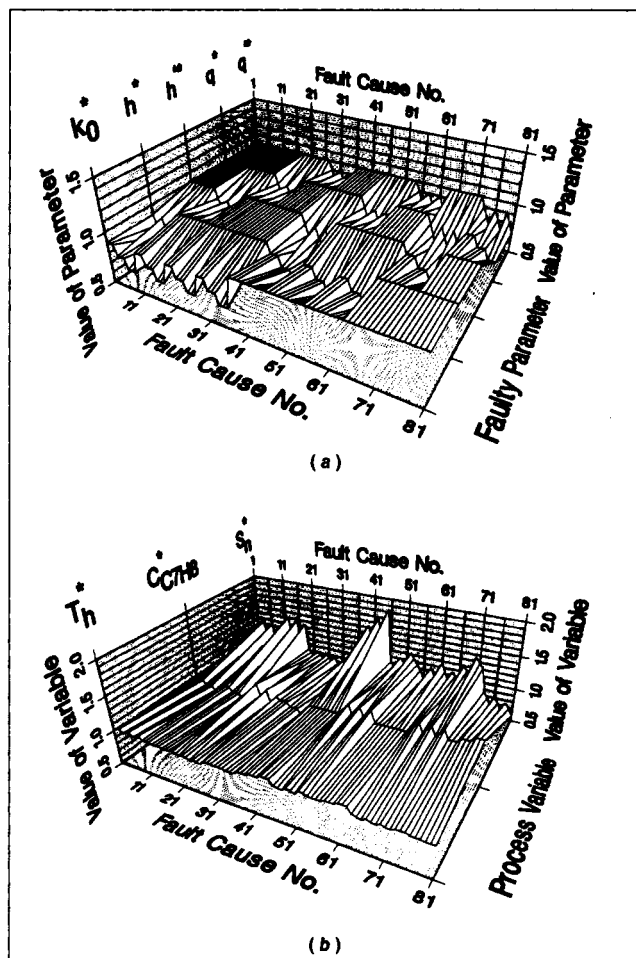 k₀* h* h" q* q"
Fault Cause No.
1 11 21 31 41 51 61 71 81
1.5 1.0 0.5
Value of Parameter
1.5 1.0 0.5
Value of Parameter
Faulty Parameter
11 21 31 41 51 61 71 81
Fault Cause No.
(a)
T*h C*C7H8 S*n
Fault Cause No.
1 11 21 31 41 51 61 71 81
2.0 1.5 1.0 0.5
Value of Variable
2.0 1.5 1.0 0.5
Value of Variable
Process Variable
11 21 31 41 51 61 71 81
Fault Cause No.
(b)